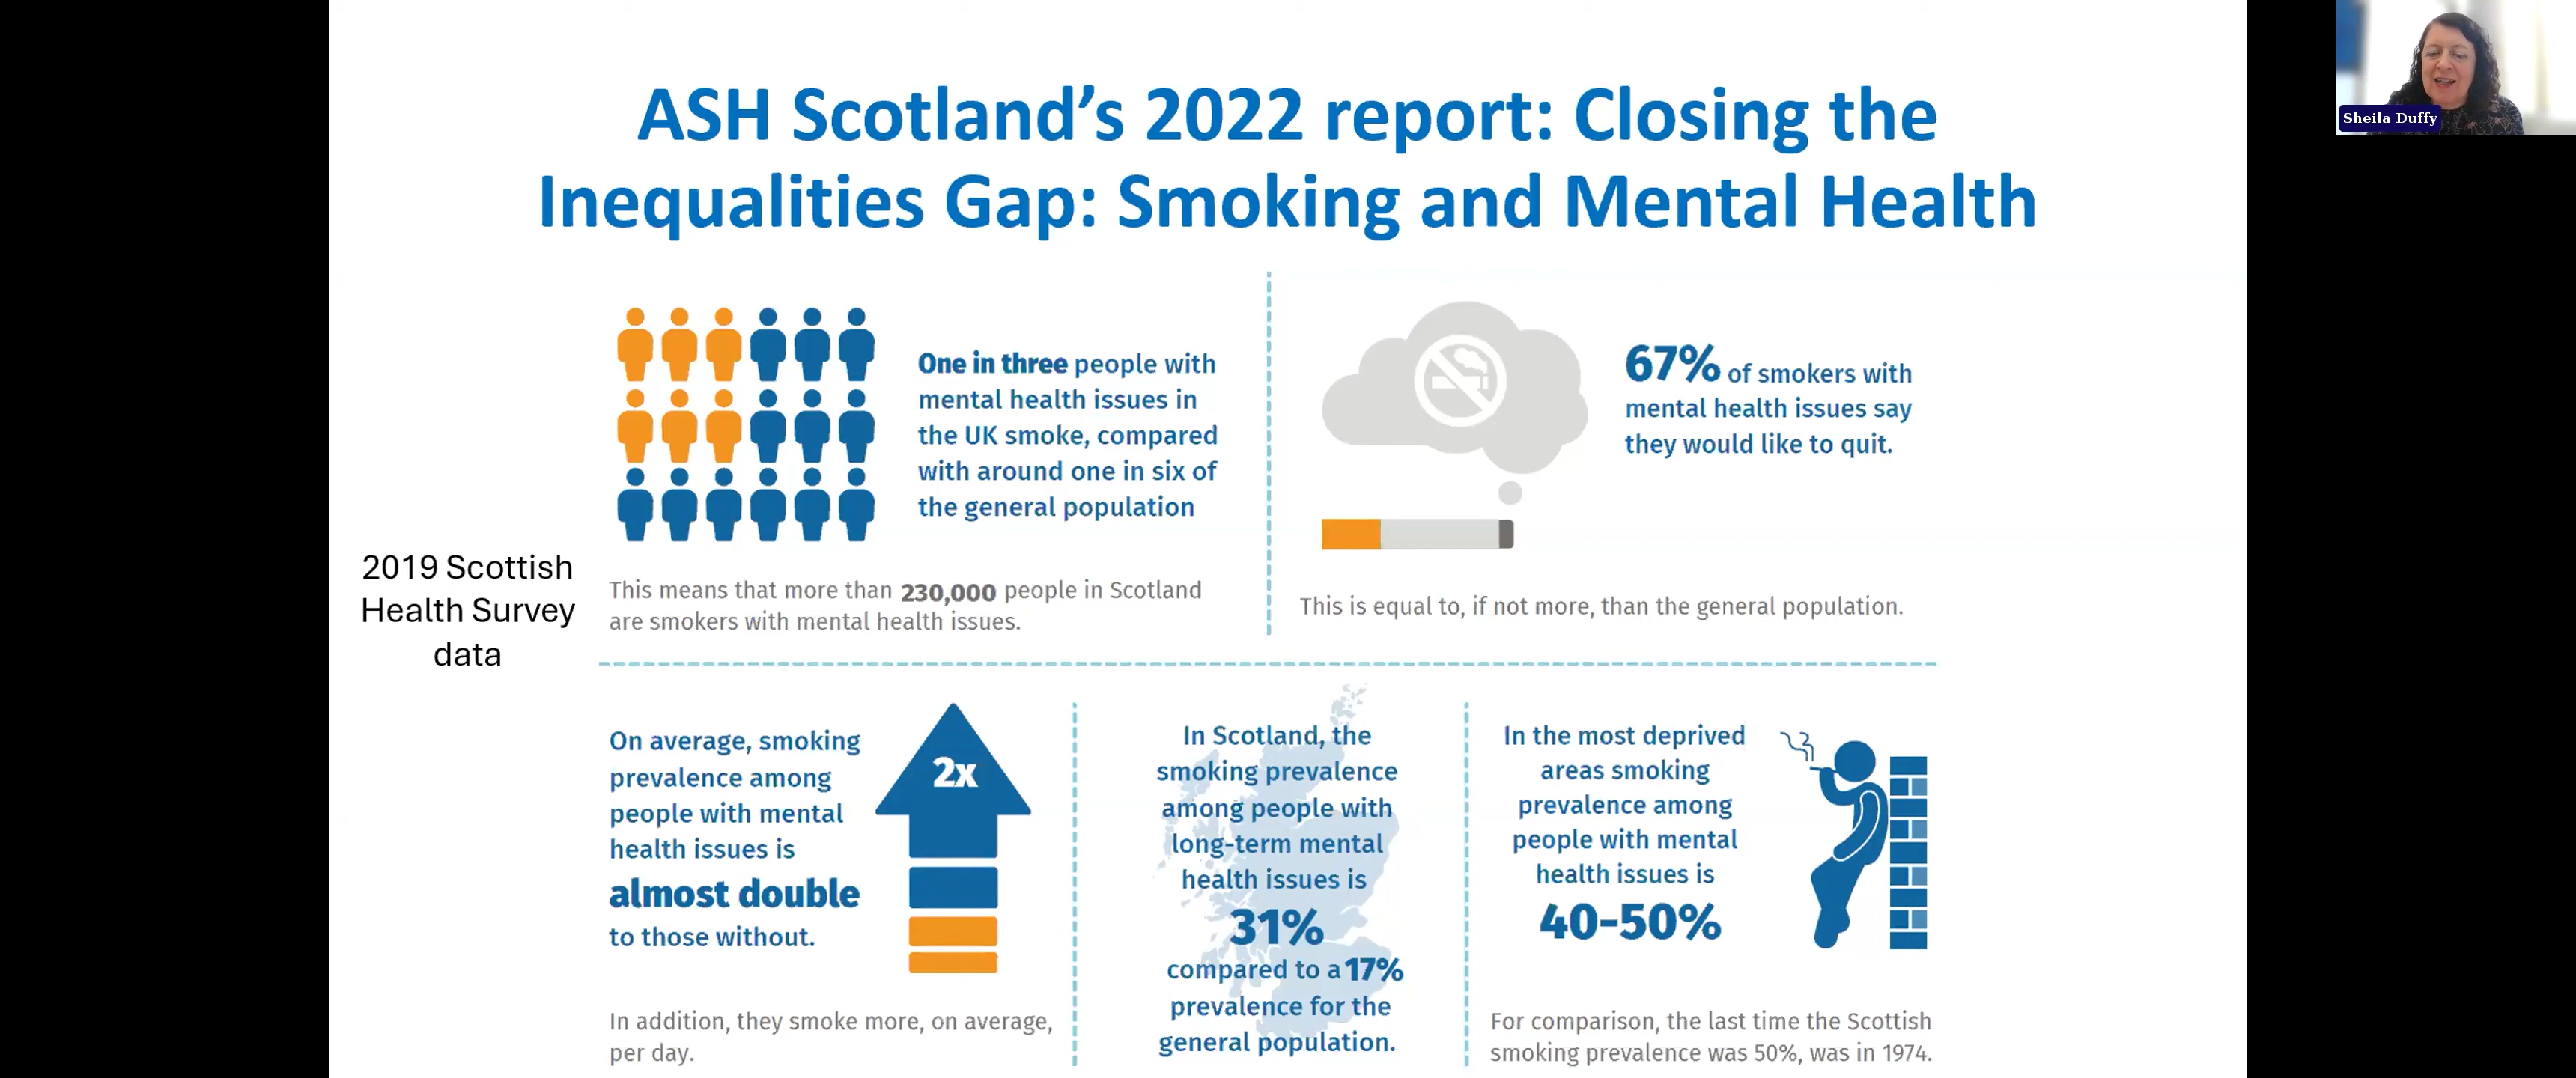 ASH Scotland’s 2022 report: Closing the
Inequalities Gap: Smoking and Mental Health
Sheila Duffy
One in three people with
mental health issues in
the UK smoke, compared
with around one in six of
the general population
This means that more than 230,000 people in Scotland
are smokers with mental health issues.
67% of smokers with
mental health issues say
they would like to quit.
This is equal to, if not more, than the general population.
2019 Scottish
Health Survey
data
On average, smoking
prevalence among
people with mental
health issues is
almost double
to those without.
2x
In addition, they smoke more, on average,
per day.
In Scotland, the
smoking prevalence
among people with
long-term mental
health issues is
31%
compared to a 17%
prevalence for the
general population.
In the most deprived
areas smoking
prevalence among
people with mental
health issues is
40-50%
For comparison, the last time the Scottish
smoking prevalence was 50%, was in 1974.